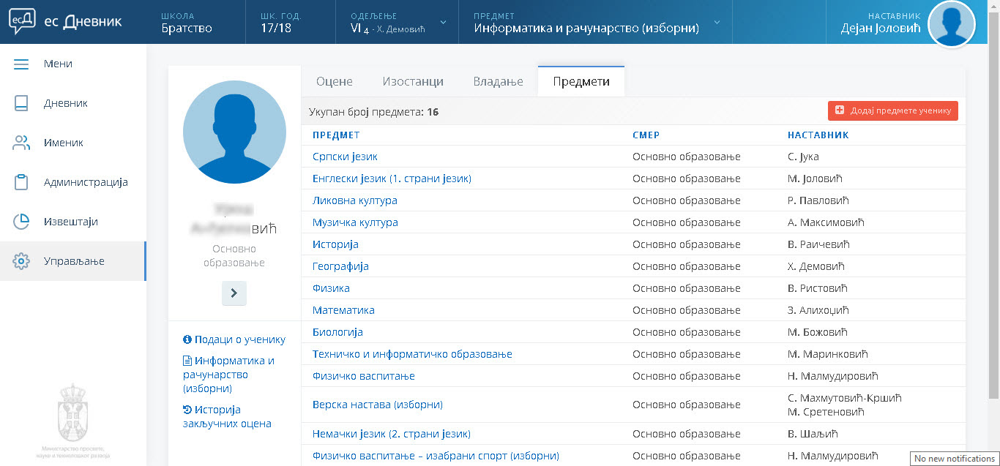 есД ес Дневник
ШКОЛА
Братство
ШК. ГОД.
17/18
ОДЕЉЕЊЕ
VI 4 - Х. Демовић
ПРЕДМЕТ
Информатика и рачунарство (изборни)
НАСТАВНИК
Дејан Јоловић
Мени
Дневник
Именик
Администрација
Извештаји
Управљање
Министарство просвете,
науке и технолошког развоја
вић
Основно
образовање
Подаци о ученику
Информатика и
рачунарство
(изборни)
Историја
закључних оцена
Оцене Изостанци Владање Предмети
Укупан број предмета: 16
Додај предмете ученику
ПРЕДМЕТ СМЕР НАСТАВНИК
Српски језик Основно образовање С. Јука
Енглески језик (1. страни језик) Основно образовање М. Јоловић
Ликовна култура Основно образовање Р. Павловић
Музичка култура Основно образовање А. Максимовић
Историја Основно образовање В. Раичевић
Географија Основно образовање Х. Демовић
Физика Основно образовање В. Ристовић
Математика Основно образовање З. Алихоџић
Биологија Основно образовање М. Божовић
Техничко и информатичко образовање Основно образовање М. Маринковић
Физичко васпитање Основно образовање Н. Малмудировић
Верска настава (изборни) Основно образовање С. Махмутовић-Кршић
М. Сретеновић
Немачки језик (2. страни језик) Основно образовање В. Шаљић
Физичко васпитање – изабрани спорт (изборни) Основно образовање Н. Малмудировић
No new notifications